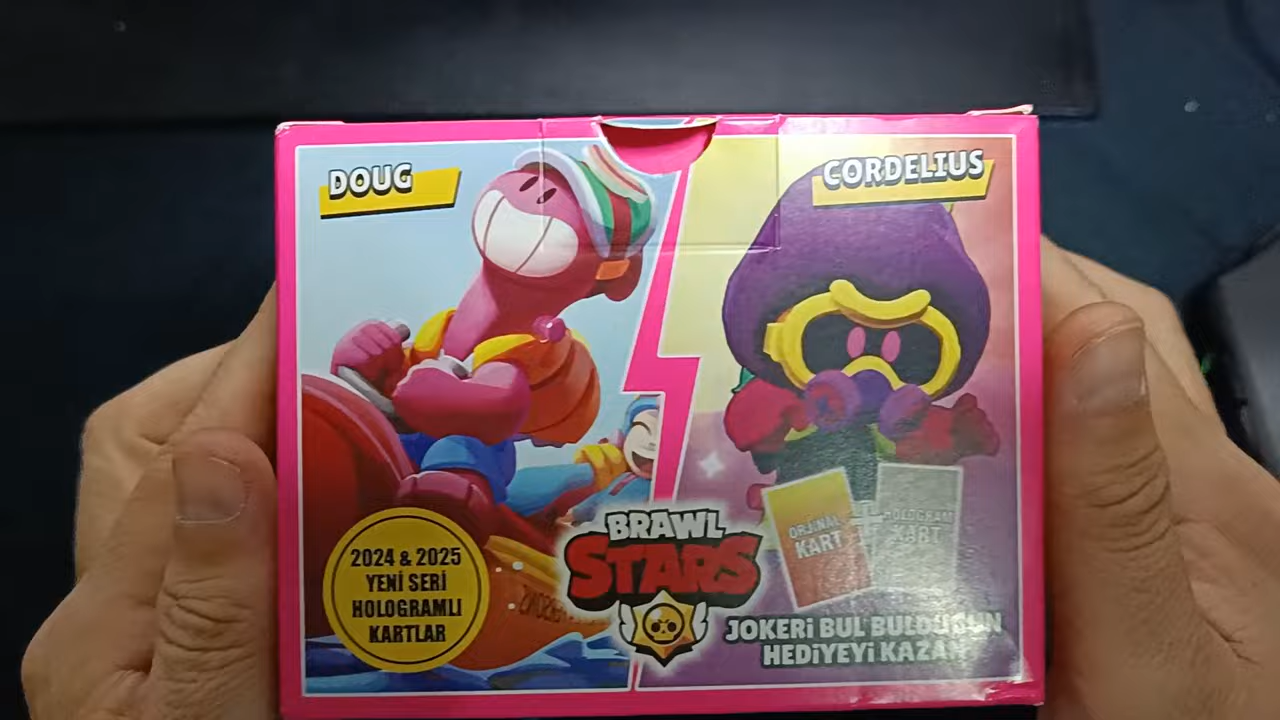 DOUG
CORDELIUS
2024 & 2025
YENİ SERİ
HOLOGRAMLI
KARTLAR
BRAWL
STARS
ORJİNAL
KART
HOLOGRAM
KART
JOKERİ BUL BULDUĞUN
HEDİYEYİ KAZAN